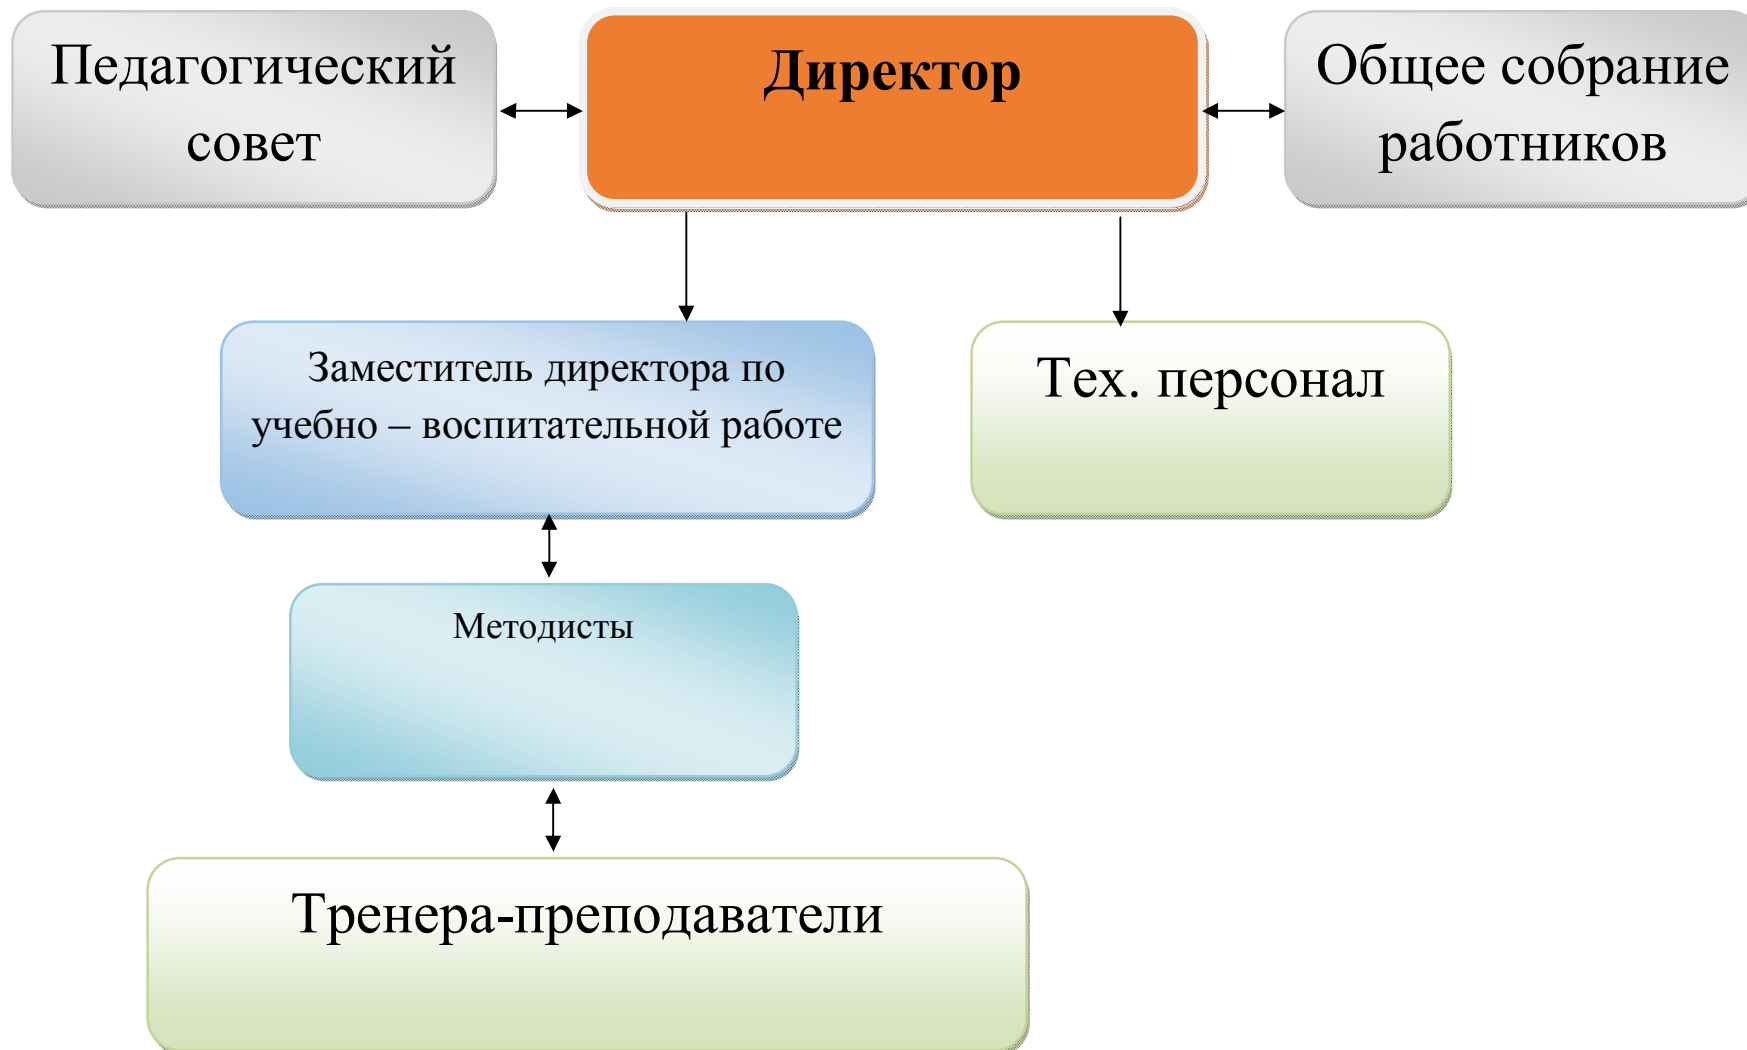 Педагогический
совет
Директор
Общее собрание
работников
Заместитель директора по
учебно – воспитательной работе
Тех. персонал
Методисты
Тренера-преподаватели